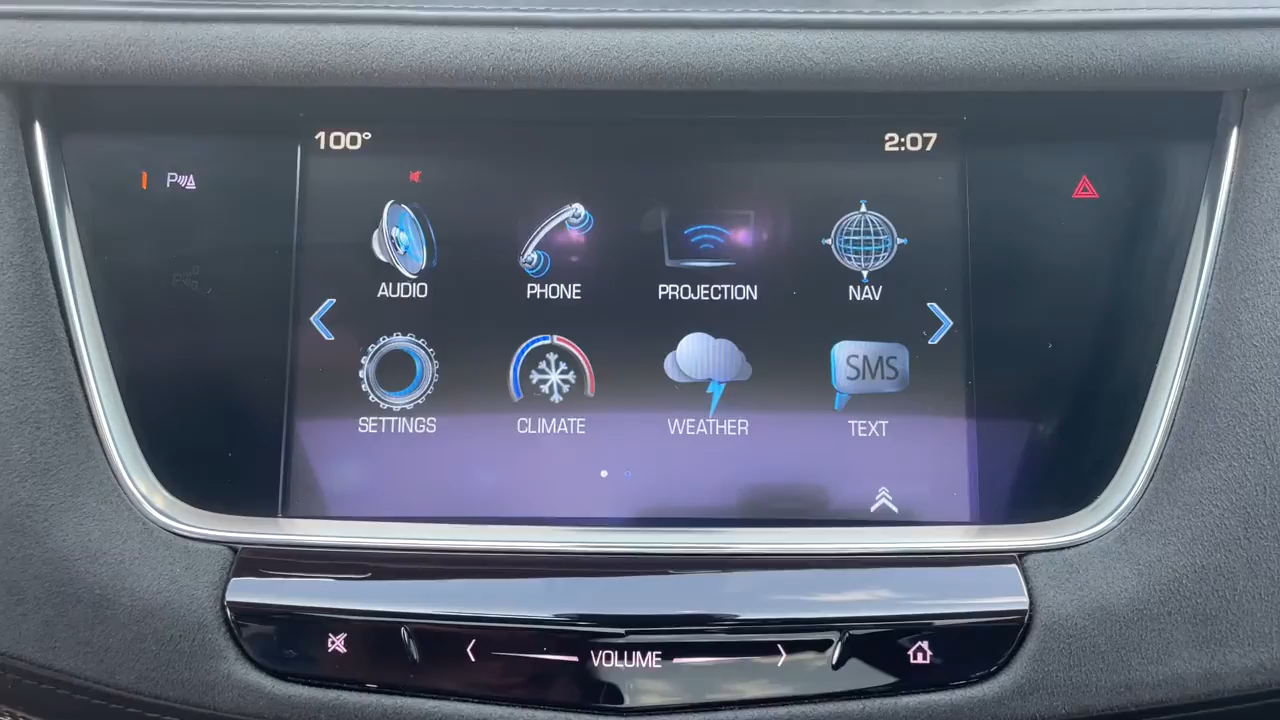 100° 2:07
P
AUDIO PHONE PROJECTION NAV
SMS
SETTINGS CLIMATE WEATHER TEXT
VOLUME